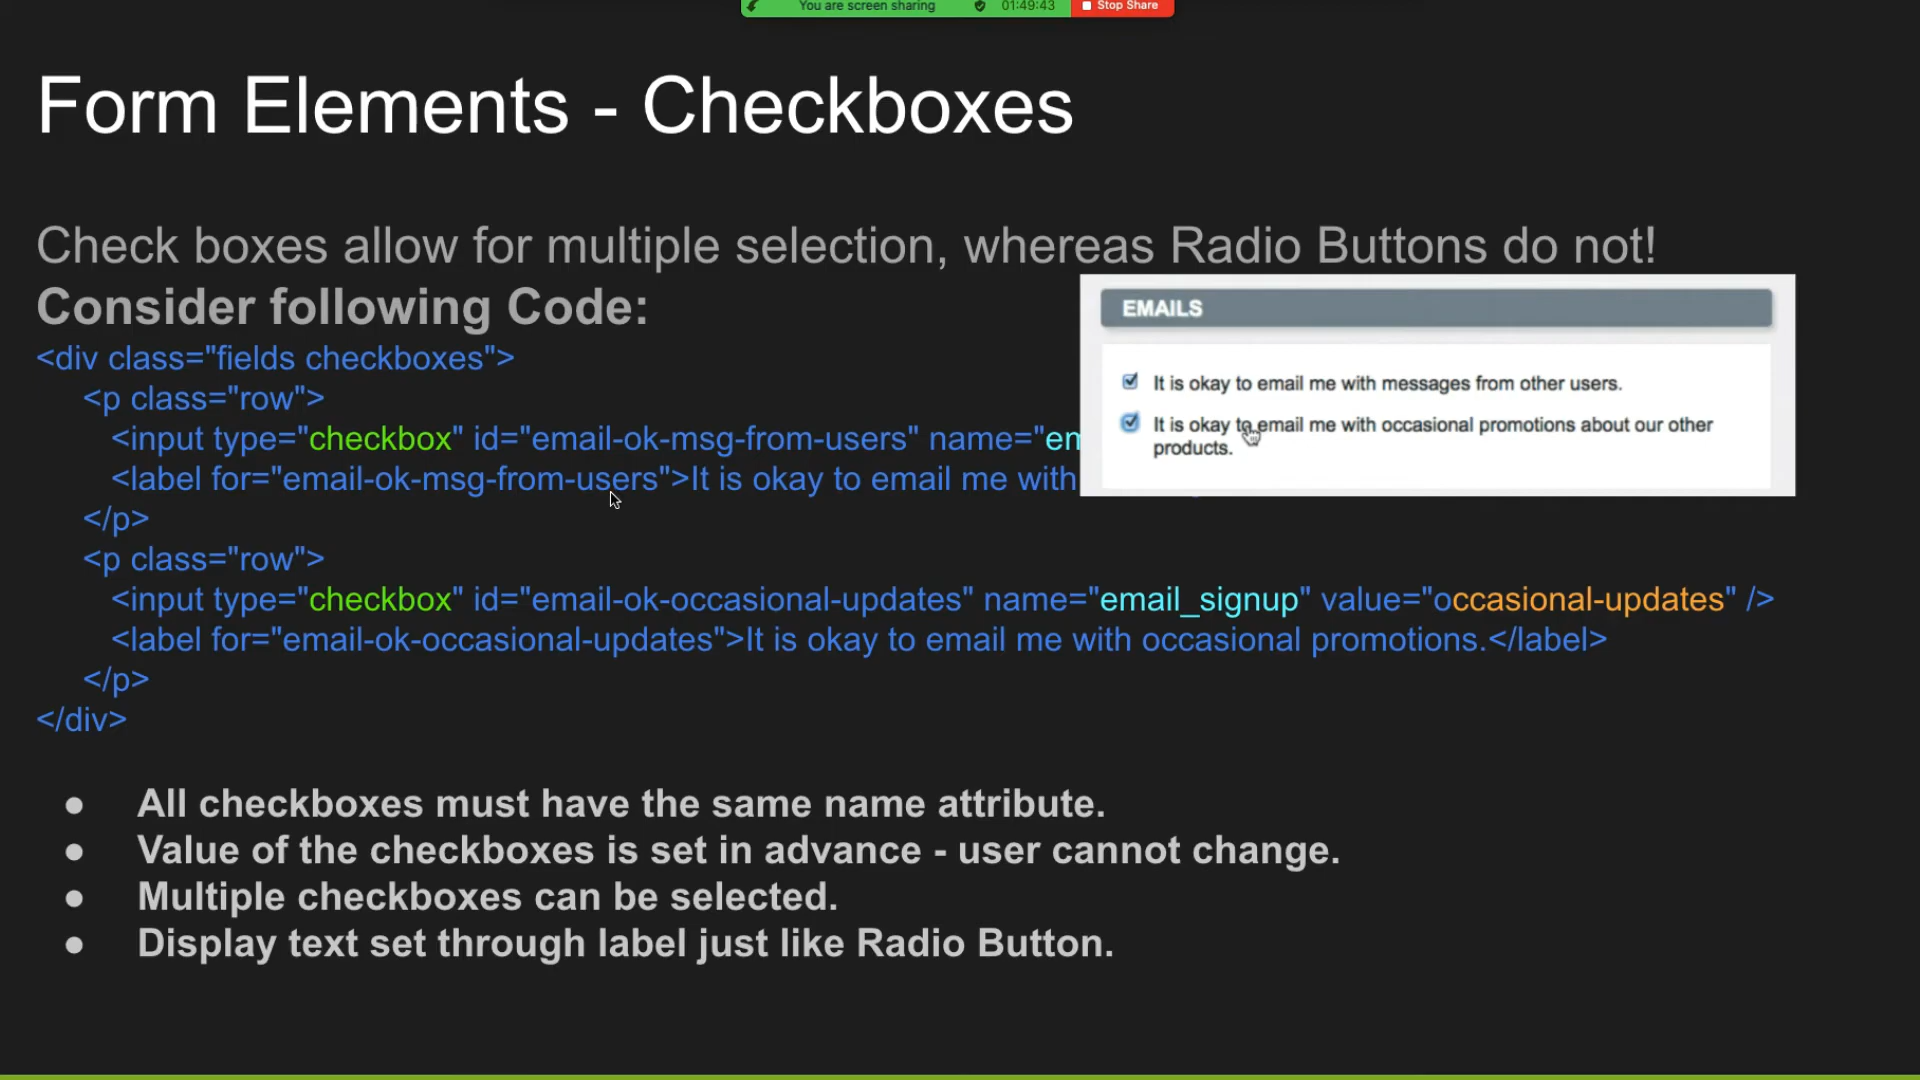 You are screen sharing 01:49:43 Stop Share
Form Elements - Checkboxes
Check boxes allow for multiple selection, whereas Radio Buttons do not!
Consider following Code:
<div class="fields checkboxes">
<p class="row">
<input type="checkbox" id="email-ok-msg-from-users" name="em
<label for="email-ok-msg-from-users">It is okay to email me with
</p>
<p class="row">
<input type="checkbox" id="email-ok-occasional-updates" name="email_signup" value="occasional-updates" />
<label for="email-ok-occasional-updates">It is okay to email me with occasional promotions.</label>
</p>
</div>
EMAILS
It is okay to email me with messages from other users.
It is okay to email me with occasional promotions about our other
products.
● All checkboxes must have the same name attribute.
● Value of the checkboxes is set in advance - user cannot change.
● Multiple checkboxes can be selected.
● Display text set through label just like Radio Button.